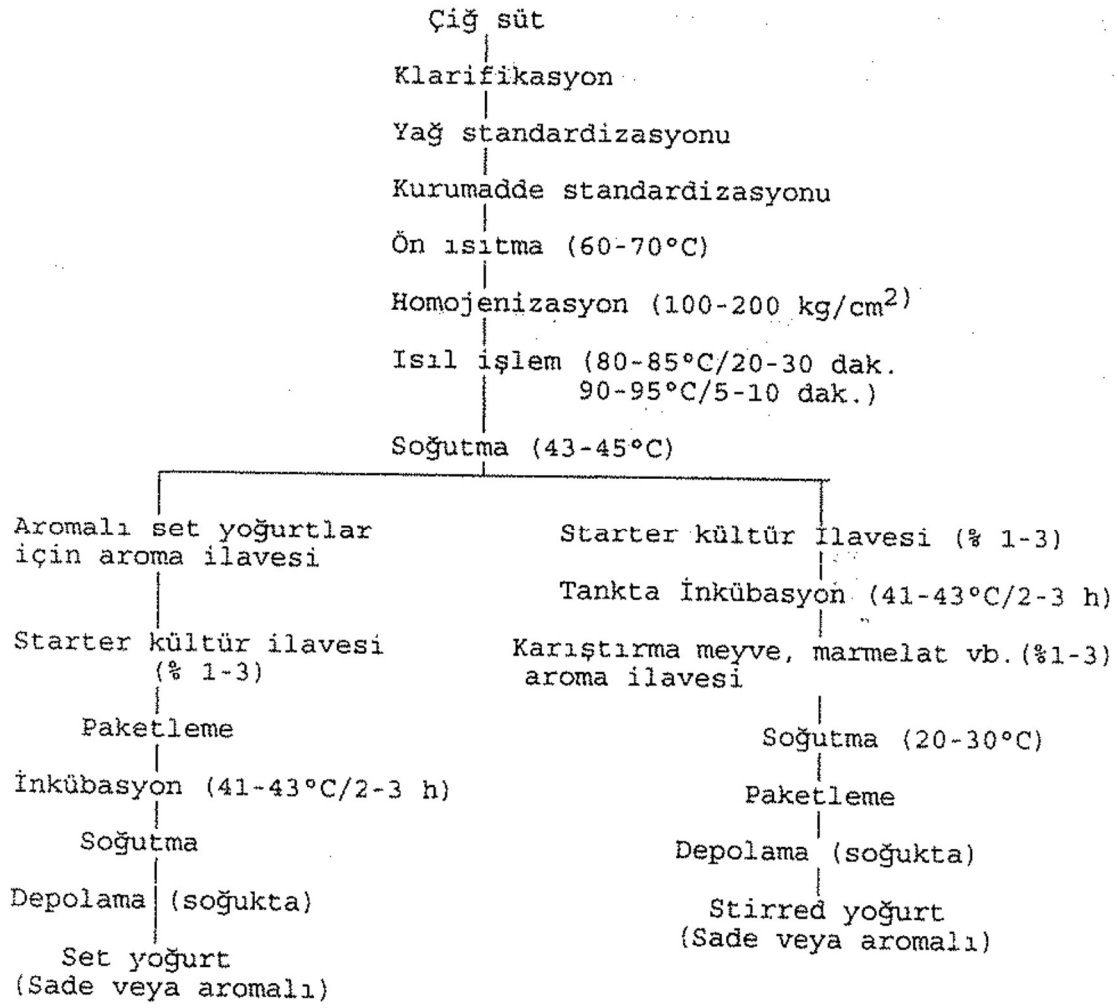 Çiğ süt
Klarifikasyon
Yağ standardizasyonu
Kurumadde standardizasyonu
Ön ısıtma (60-70°C)
Homojenizasyon (100-200 kg/cm²)
Isıl işlem (80-85°C/20-30 dak.
90-95°C/5-10 dak.)
Soğutma (43-45°C)
Aromalı set yoğurtlar
için aroma ilavesi
Starter kültür ilavesi
(% 1-3)
Paketleme
İnkübasyon (41-43°C/2-3 h)
Soğutma
Depolama (soğukta)
Set yoğurt
(Sade veya aromalı)
Starter kültür İlavesi (% 1-3)
Tankta İnkübasyon (41-43°C/2-3 h)
Karıştırma meyve, marmelat vb.(%1-3)
aroma ilavesi
Soğutma (20-30°C)
Paketleme
Depolama (soğukta)
Stirred yoğurt
(Sade veya aromalı)